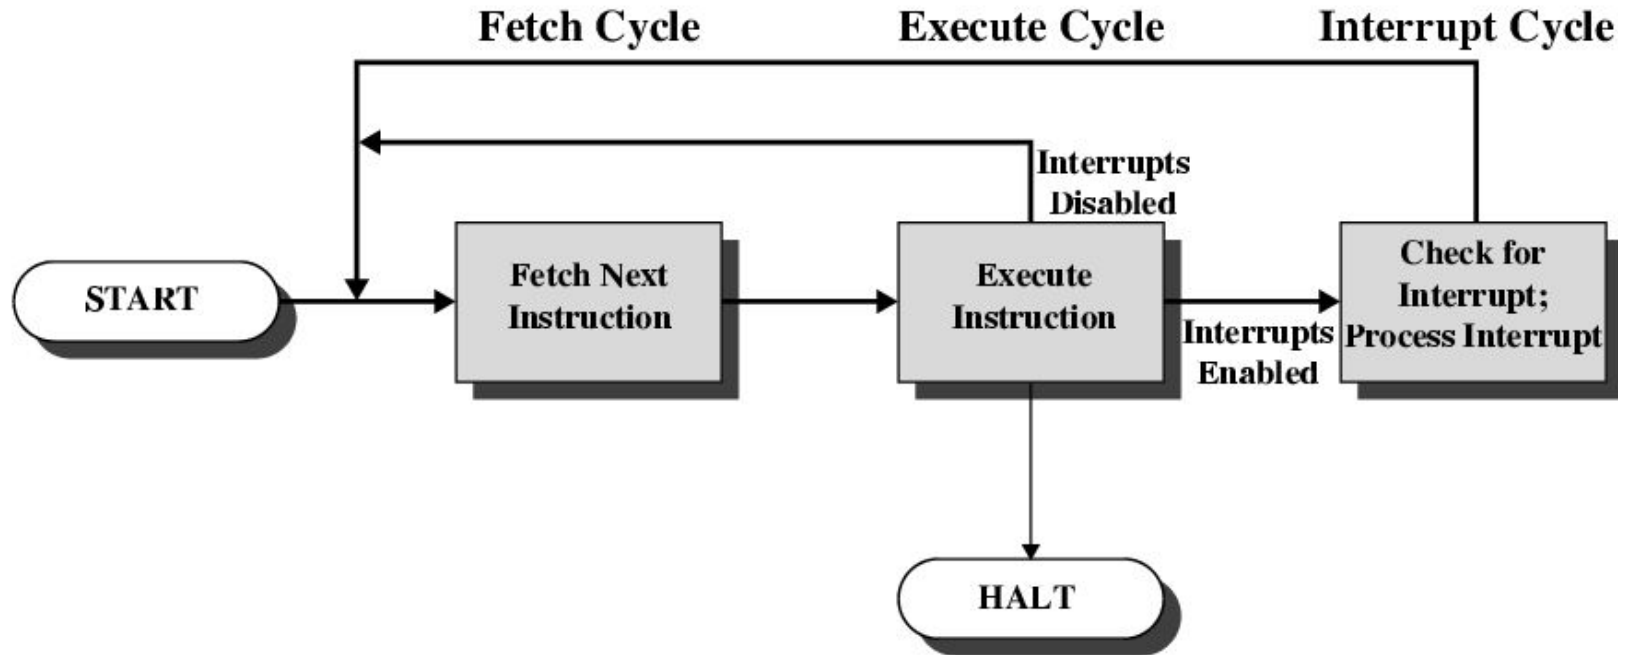 Fetch Cycle
Execute Cycle
Interrupt Cycle
Interrupts
Disabled
START
Fetch Next
Instruction
Execute
Instruction
Interrupts
Enabled
Check for
Interrupt;
Process Interrupt
HALT